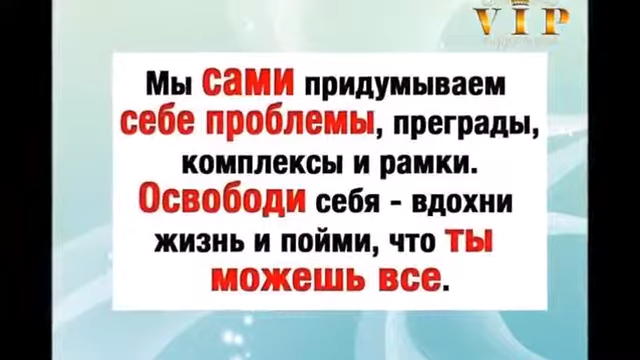 VIP
Мы сами придумываем
себе проблемы, преграды,
комплексы и рамки.
Освободи себя - вдохни
жизнь и пойми, что ты
можешь все.